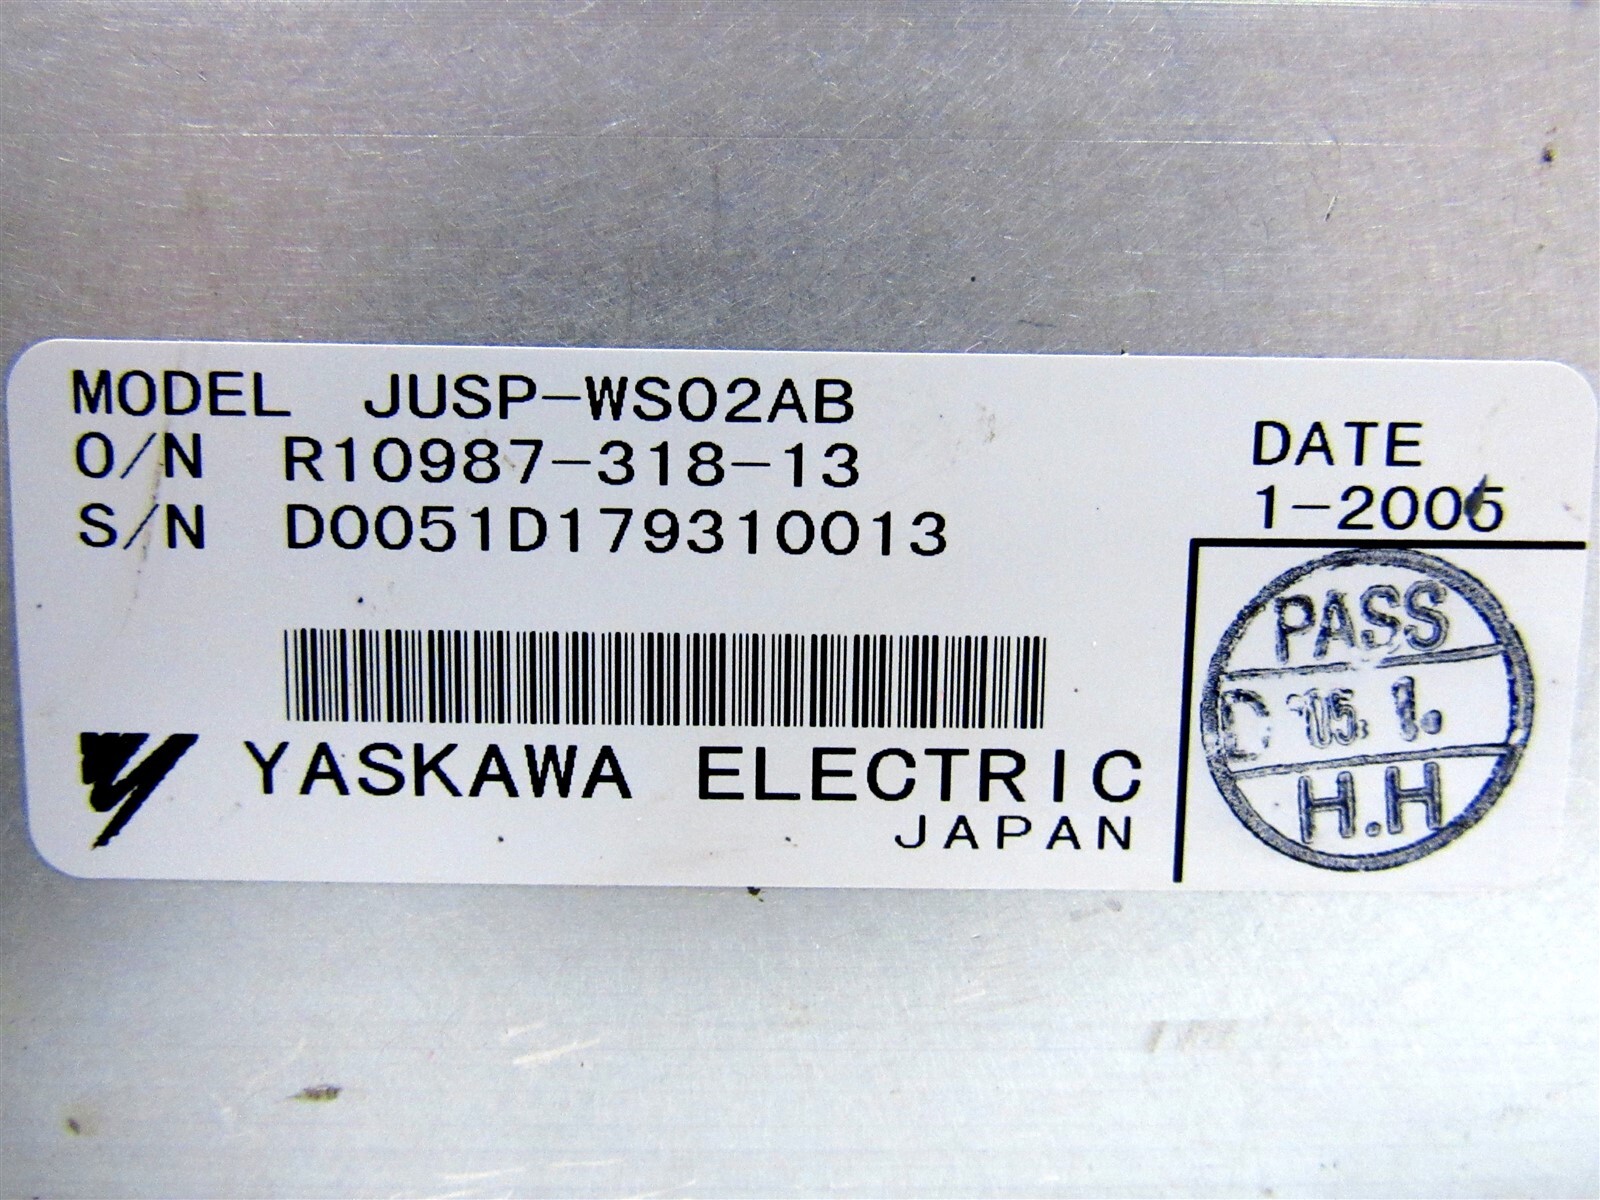 MODEL JUSP-WS02AB
O/N R10987-318-13
S/N D0051D179310013
DATE
1-2005
YASKAWA ELECTRIC
JAPAN
PASS
D '05. 1.
H.H